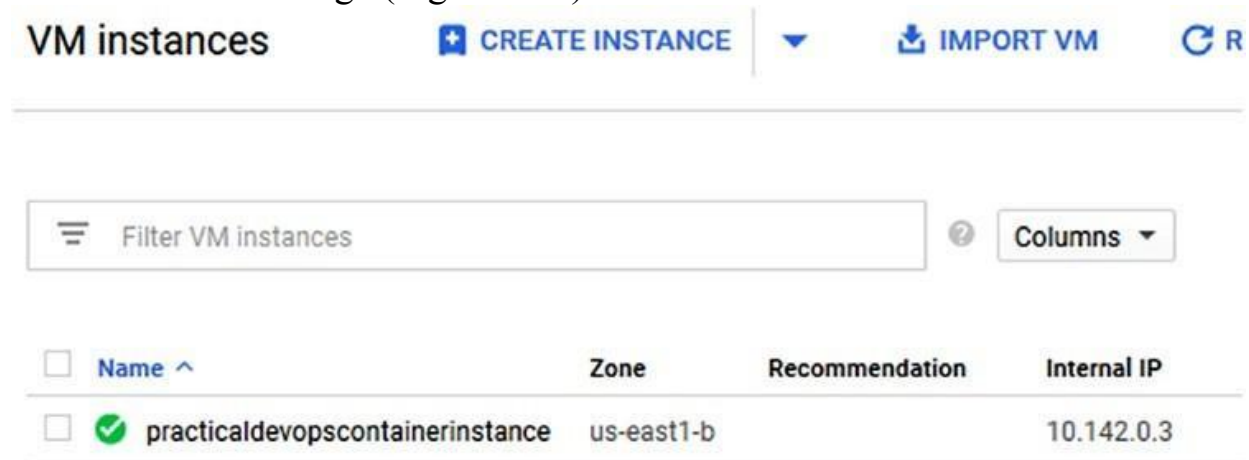 VM instances CREATE INSTANCE IMPORT VM R
Filter VM instances ? Columns
Name Zone Recommendation Internal IP
practicaldevopscontainerinstance us-east1-b 10.142.0.3